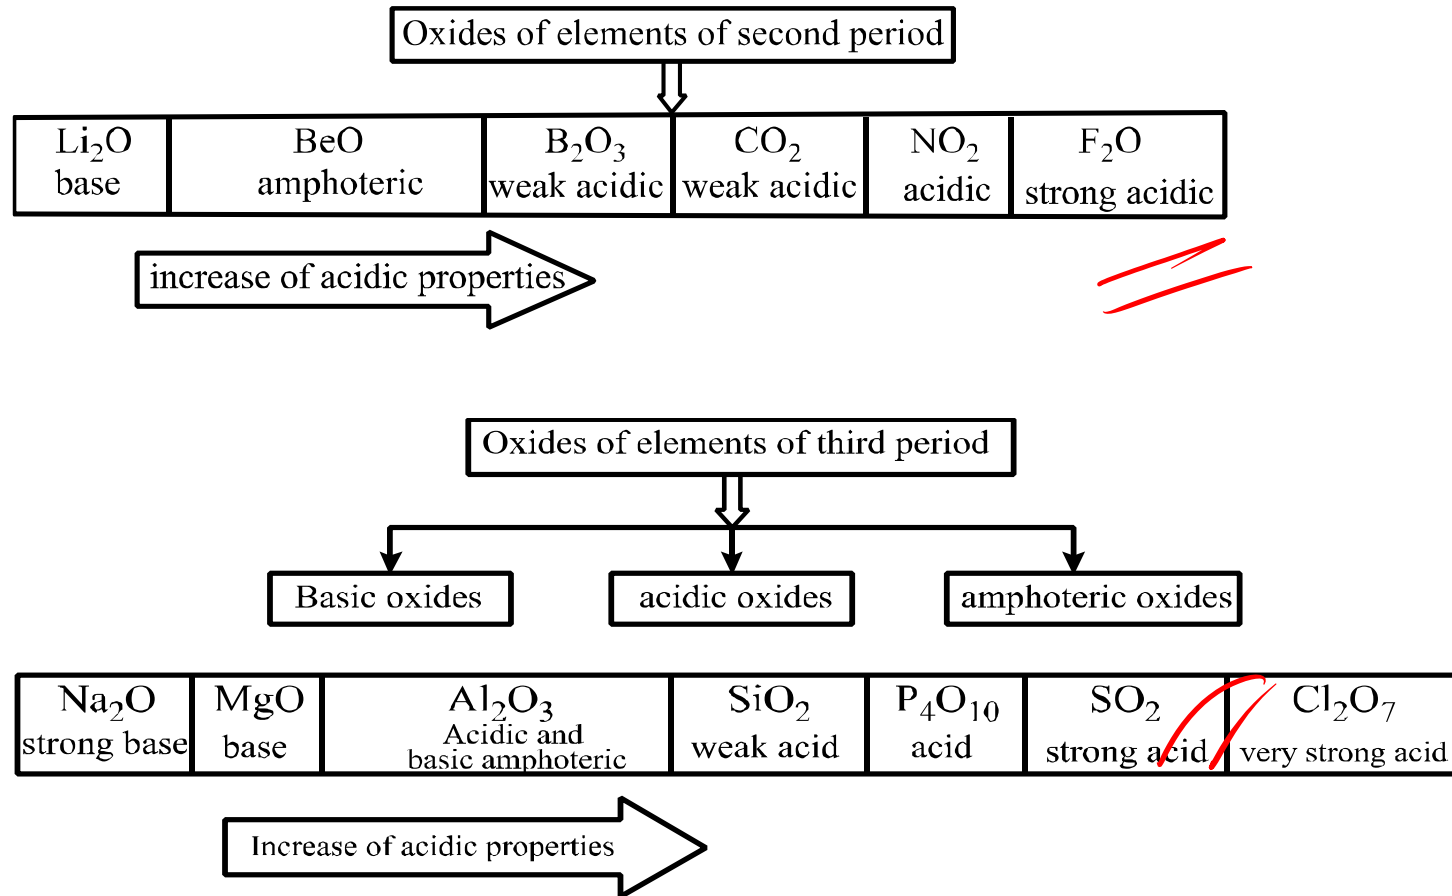 Oxides of elements of second period
Li₂O BeO B₂O₃ CO₂ NO₂ F₂O
base amphoteric weak acidic weak acidic acidic strong acidic
increase of acidic properties
Oxides of elements of third period
Basic oxides acidic oxides amphoteric oxides
Na₂O MgO Al₂O₃ SiO₂ P₄O₁₀ SO₂ Cl₂O₇
strong base base Acidic and basic amphoteric weak acid acid strong acid very strong acid
Increase of acidic properties